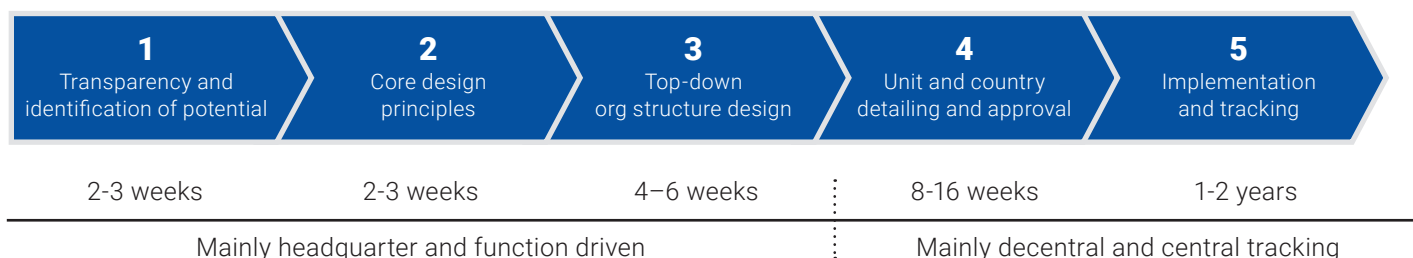 1
Transparency and
identification of potential
2
Core design
principles
3
Top-down
org structure design
4
Unit and country
detailing and approval
5
Implementation
and tracking
2-3 weeks
2-3 weeks
4–6 weeks
8-16 weeks
1-2 years
Mainly headquarter and function driven
Mainly decentral and central tracking